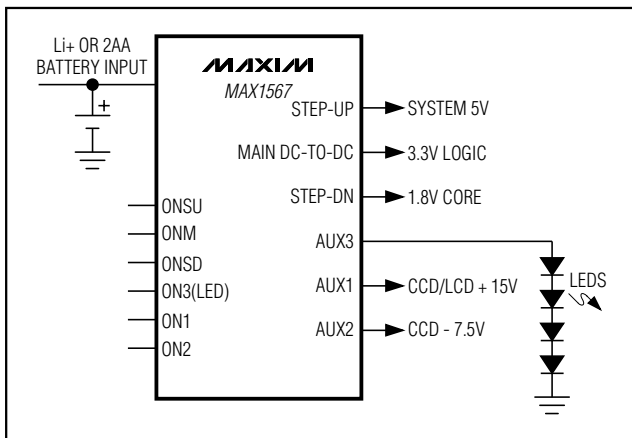 Li+ OR 2AA
BATTERY INPUT
+
MAXIM
MAX1567
STEP-UP
SYSTEM 5V
MAIN DC-TO-DC
3.3V LOGIC
STEP-DN
1.8V CORE
ONSU
ONM
ONSD
ON3(LED)
ON1
ON2
AUX3
LEDS
AUX1
CCD/LCD + 15V
AUX2
CCD - 7.5V